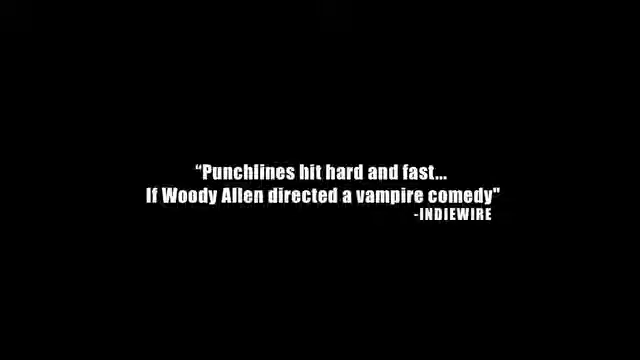 “Punchlines hit hard and fast...
If Woody Allen directed a vampire comedy"
-INDIEWIRE